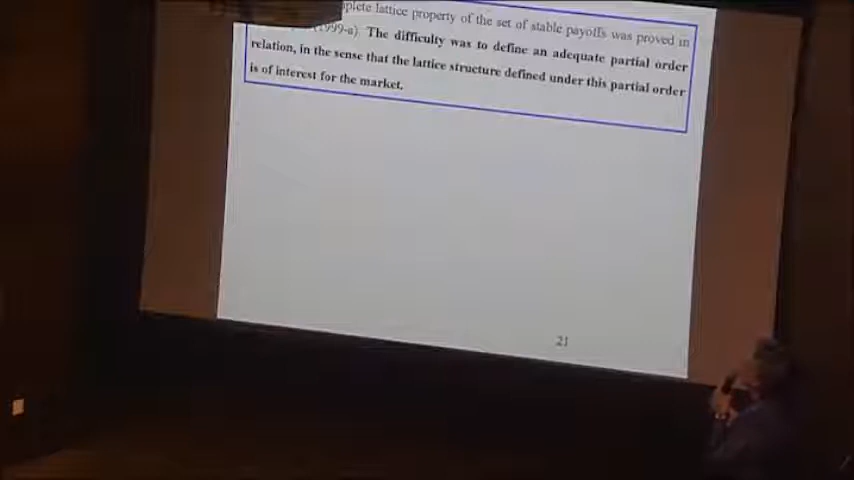 lattice property of the set of stable payoffs was proved in
(1999-a). The difficulty was to define an adequate partial order
relation, in the sense that the lattice structure defined under this partial order
is of interest for the market.
21